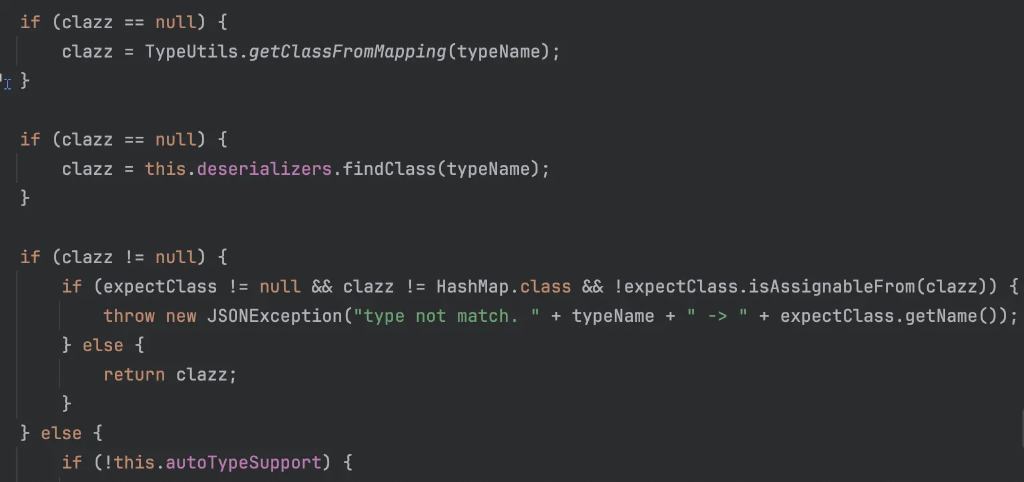 if (clazz == null) {
    clazz = TypeUtils.getClassFromMapping(typeName);
}
if (clazz == null) {
    clazz = this.deserializers.findClass(typeName);
}
if (clazz != null) {
    if (expectClass != null && clazz != HashMap.class && !expectClass.isAssignableFrom(clazz)) {
        throw new JSONException("type not match. " + typeName + " -> " + expectClass.getName());
    } else {
        return clazz;
    }
} else {
    if (!this.autoTypeSupport) {